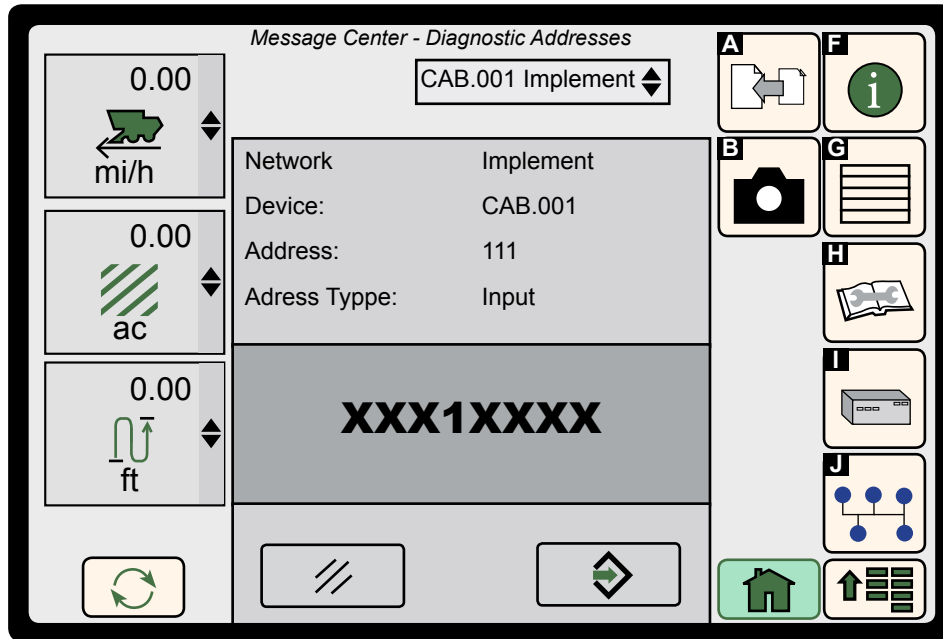 Message Center - Diagnostic Addresses
CAB.001 Implement
0.00
mi/h
0.00
ac
0.00
ft
Network Implement
Device: CAB.001
Address: 111
Adress Typpe: Input
XXX1XXXX
A
F
i
B
G
H
I
J